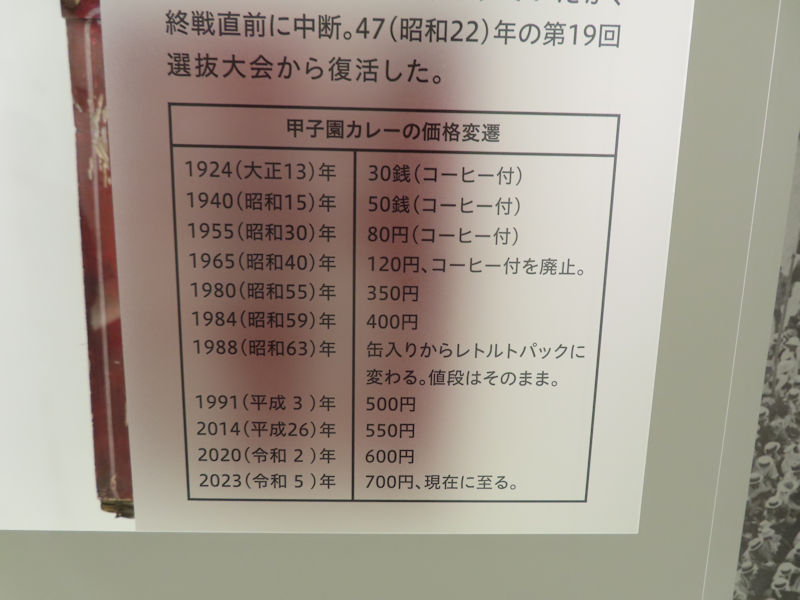 終戦直前に中断。47(昭和22)年の第19回
選抜大会から復活した。
甲子園カレーの価格変遷
1924(大正13)年 30銭(コーヒー付)
1940(昭和15)年 50銭(コーヒー付)
1955(昭和30)年 80円(コーヒー付)
1965(昭和40)年 120円、コーヒー付を廃止。
1980(昭和55)年 350円
1984(昭和59)年 400円
1988(昭和63)年 缶入りからレトルトパックに
変わる。値段はそのまま。
1991(平成 3 )年 500円
2014(平成26)年 550円
2020(令和 2 )年 600円
2023(令和 5 )年 700円、現在に至る。